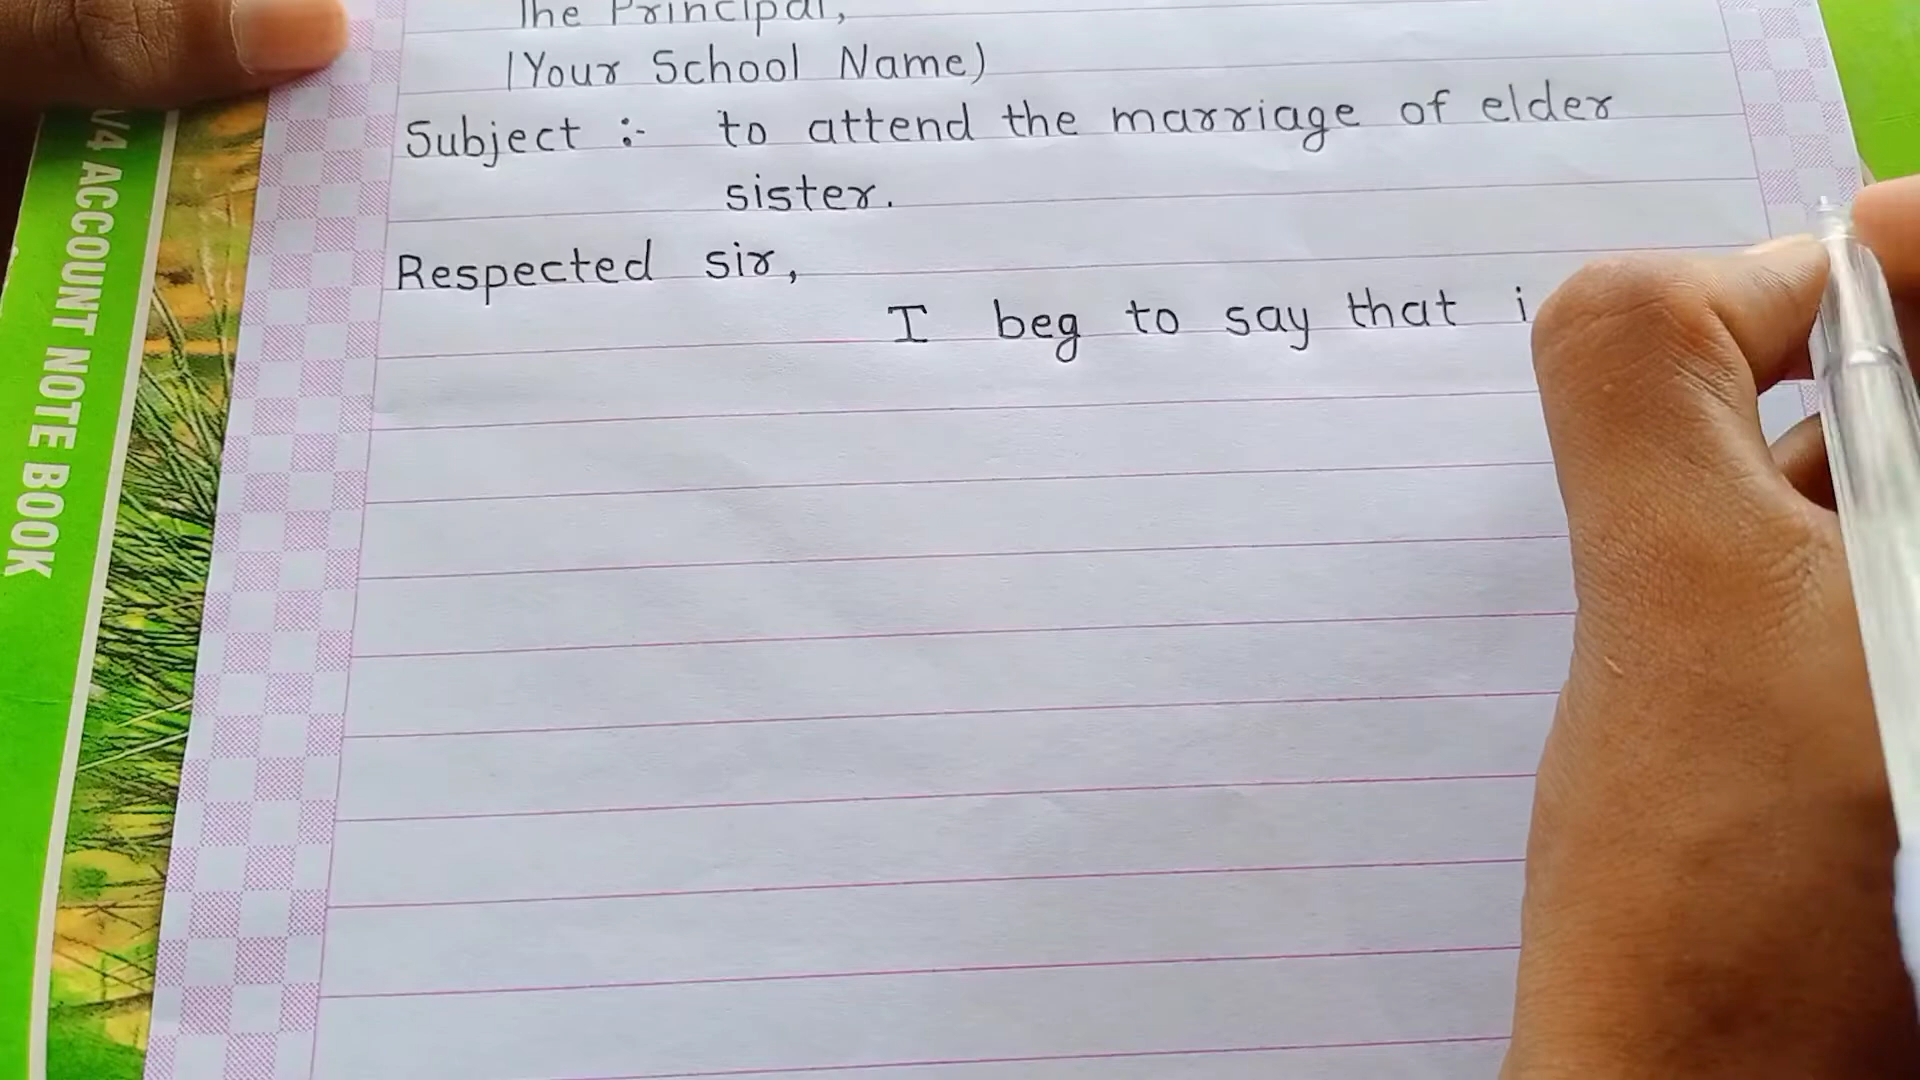 The Principal,
(Your School Name)
Subject :- to attend the marriage of elder
sister.
Respected sir,
I beg to say that i
ACCOUNT NOTE BOOK